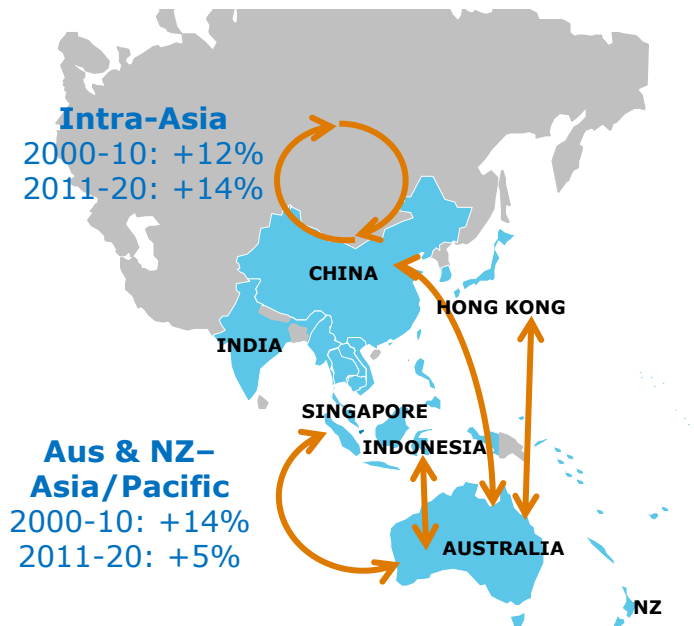 Intra-Asia
2000-10: +12%
2011-20: +14%
CHINA
HONG KONG
INDIA
SINGAPORE
INDONESIA
Aus & NZ–
Asia/Pacific
2000-10: +14%
2011-20: +5%
AUSTRALIA
NZ